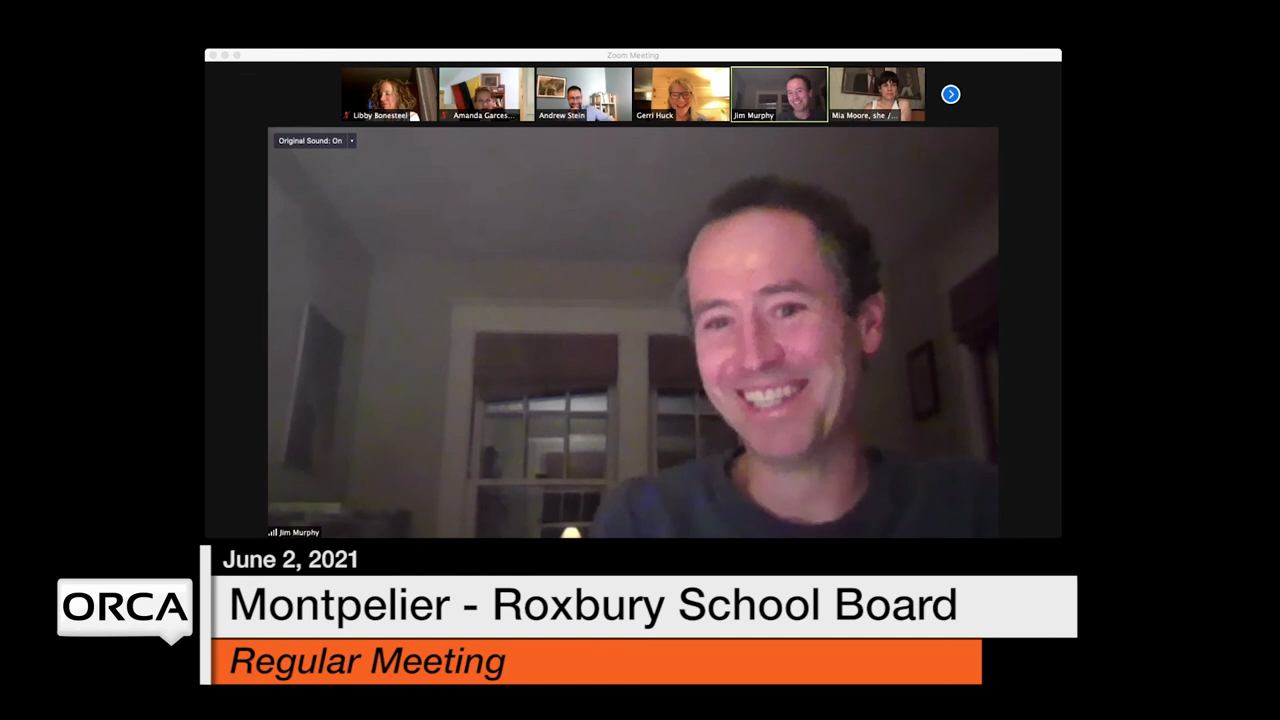 Zoom Meeting
Libby Bonesteel
Amanda Garces...
Andrew Stein
Gerri Huck
Jim Murphy
Mia Moore, she /...
Original Sound: On
Jim Murphy
June 2, 2021
ORCA
Montpelier - Roxbury School Board
Regular Meeting